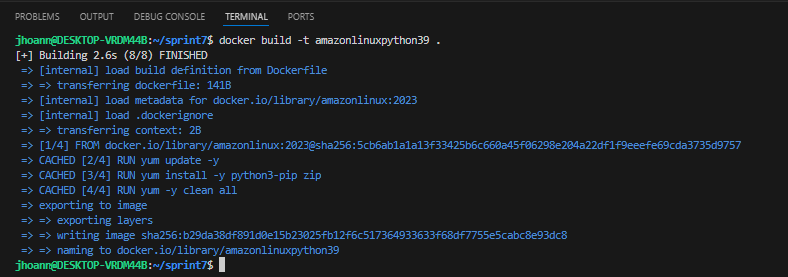 PROBLEMS OUTPUT DEBUG CONSOLE TERMINAL PORTS
jhoann@DESKTOP-VRDM44B:~/sprint7$ docker build -t amazonlinuxpython39 .
[+] Building 2.6s (8/8) FINISHED
=> [internal] load build definition from Dockerfile
=> => transferring dockerfile: 141B
=> [internal] load metadata for docker.io/library/amazonlinux:2023
=> [internal] load .dockerignore
=> => transferring context: 2B
=> [1/4] FROM docker.io/library/amazonlinux:2023@sha256:5cb6ab1a1a13f33425b6c660a45f06298e204a22df1f9eeefe69cda3735d9757
=> CACHED [2/4] RUN yum update -y
=> CACHED [3/4] RUN yum install -y python3-pip zip
=> CACHED [4/4] RUN yum -y clean all
=> exporting to image
=> => exporting layers
=> => writing image sha256:b29da38df891d0e15b23025fb12f6c517364933633f68df7755e5cabc8e93dc8
=> => naming to docker.io/library/amazonlinuxpython39
jhoann@DESKTOP-VRDM44B:~/sprint7$